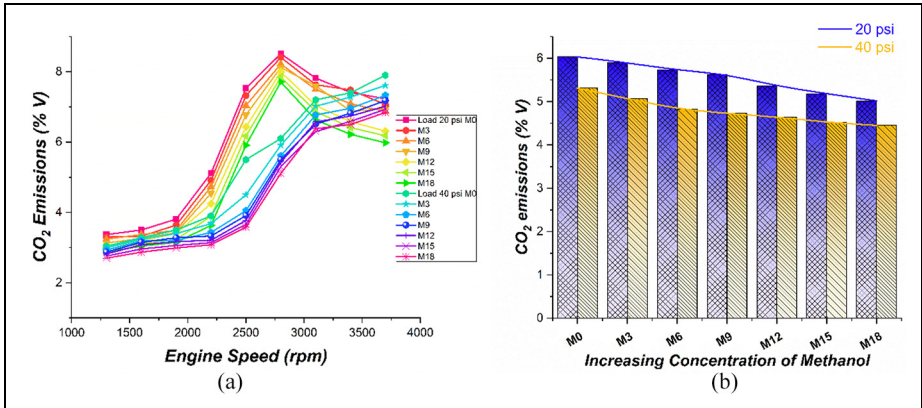 CO2 Emissions (% V)
8
6
4
2
1000
1500
2000
2500
3000
3500
4000
Engine Speed (rpm)
Load 20 psi M0
M3
M6
M9
M12
M15
M18
Load 40 psi M0
M3
M6
M9
M12
M15
M18
(a)
20 psi
40 psi
CO2 emissions (% V)
6
5
4
3
2
1
0
M0
M3
M6
M9
M12
M15
M18
Increasing Concentration of Methanol
(b)